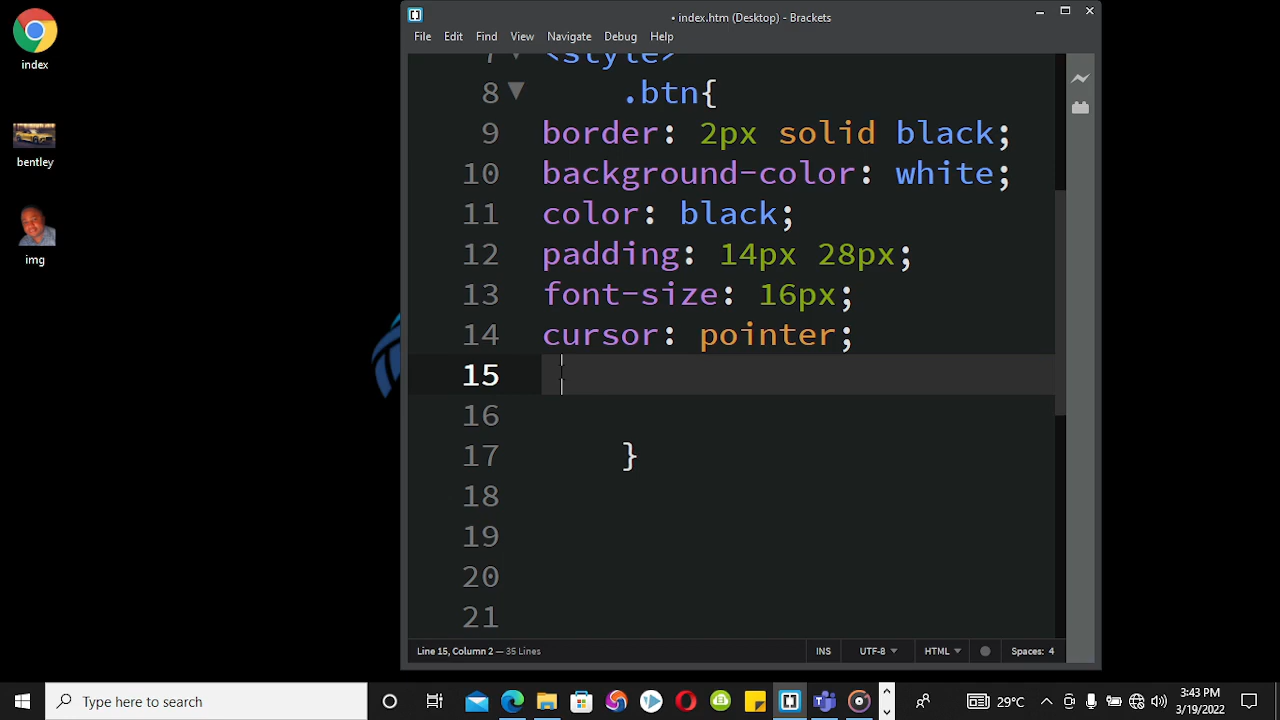 index
bentley
img
• index.htm (Desktop) - Brackets
File Edit Find View Navigate Debug Help
7 <style>
8 .btn{
9 border: 2px solid black;
10 background-color: white;
11 color: black;
12 padding: 14px 28px;
13 font-size: 16px;
14 cursor: pointer;
15
16
17 }
18
19
20
21
Line 15, Column 2 — 35 Lines INS UTF-8 HTML Spaces: 4
Type here to search 29°C 3:43 PM
3/19/2022